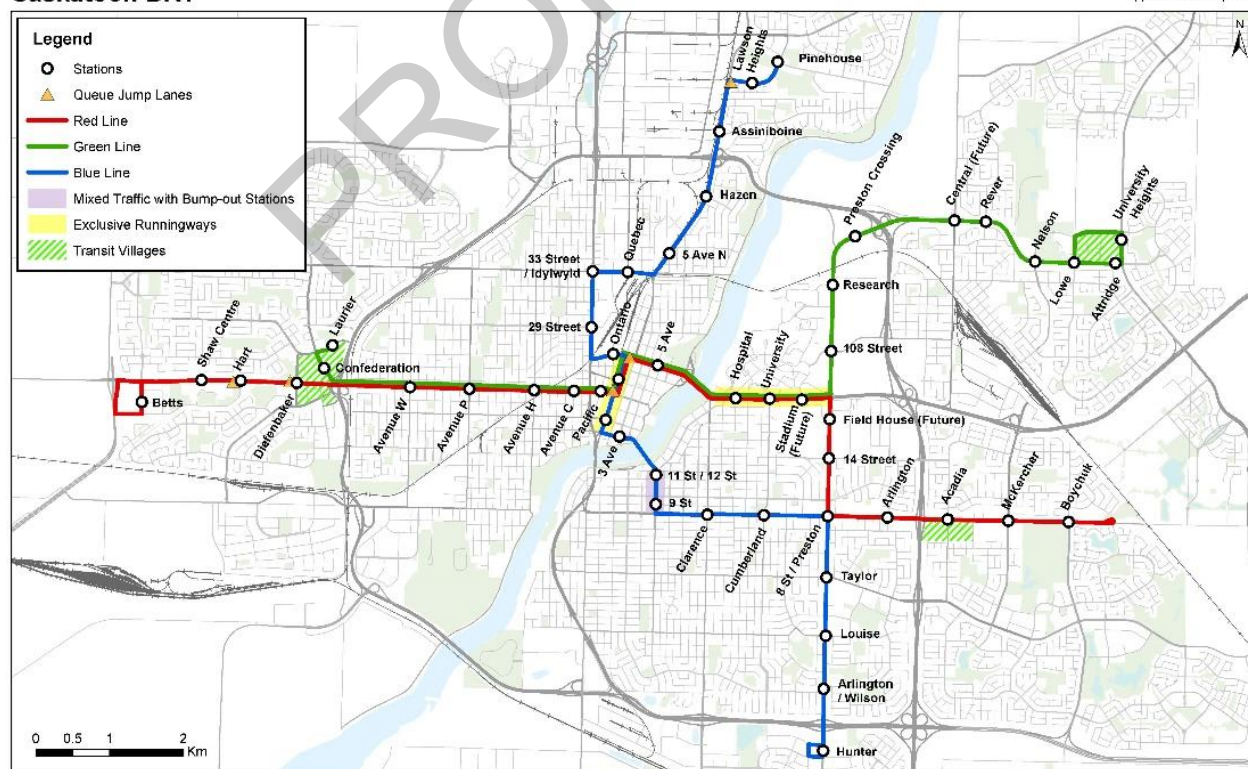 Legend
Stations
Queue Jump Lanes
Red Line
Green Line
Blue Line
Mixed Traffic with Bump-out Stations
Exclusive Runningways
Transit Villages
N
Lawson
Heights
Pinehouse
Assiniboine
Hazen
5 Ave N
Quebec
33 Street
/ Idylwyld
29 Street
Ontario
5 Ave
Preston Crossing
Central (Future)
Rever
Nelson
Lowe
Attridge
University
Heights
Research
108 Street
Hospital
University
Stadium
(Future)
Field House (Future)
14 Street
Shaw Centre
Hart
Laurier
Confederation
Betts
Diefenbaker
Avenue W
Avenue P
Avenue H
Avenue C
Pacific
3 Ave
11 St / 12 St
9 St
Clarence
Cumberland
8 St / Preston
Arlington
Acadia
McKercher
Boychuk
Taylor
Louise
Arlington
/ Wilson
Hunter
0 0.5 1 2
Km